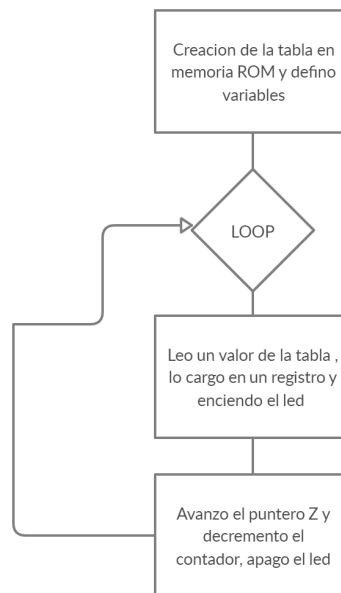 Creacion de la tabla en
memoria ROM y defino
variables
LOOP
Leo un valor de la tabla ,
lo cargo en un registro y
enciendo el led
Avanzo el puntero Z y
decremento el
contador, apago el led